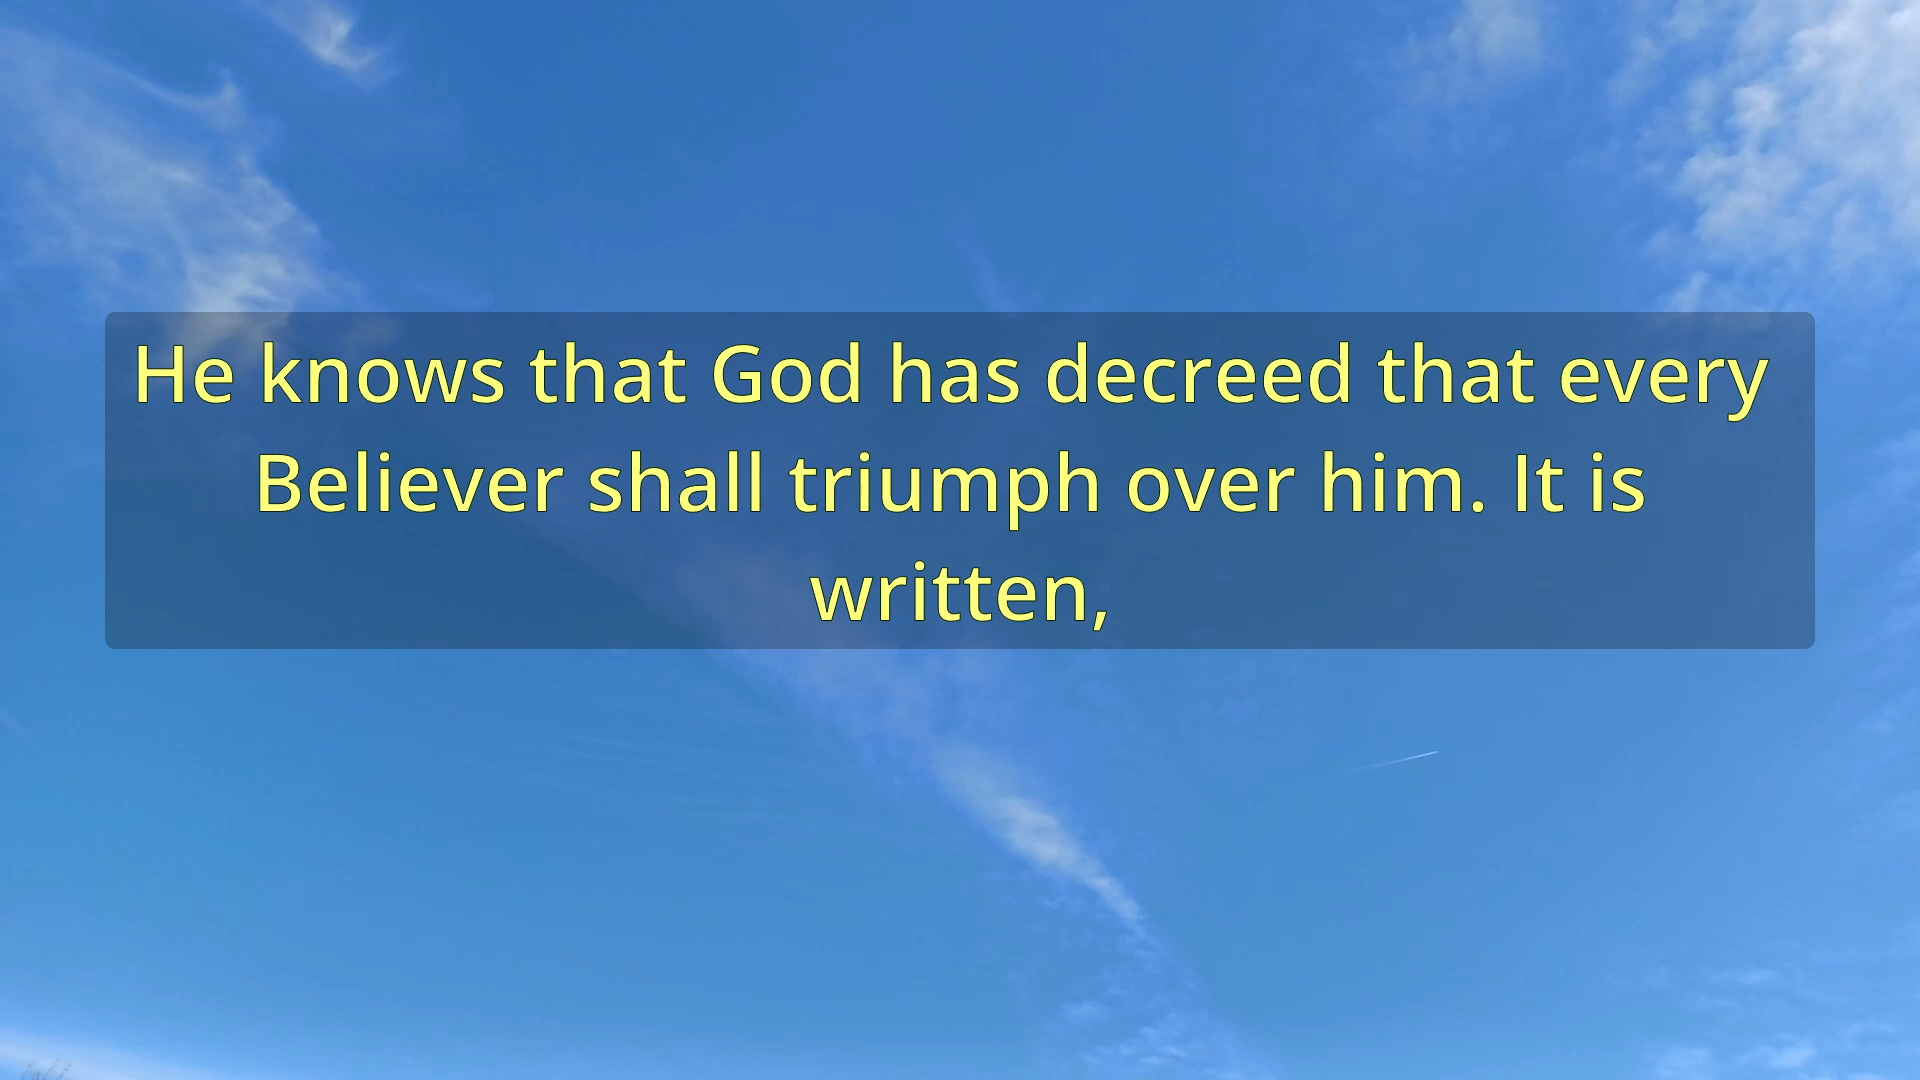 He knows that God has decreed that every
Believer shall triumph over him. It is
written,